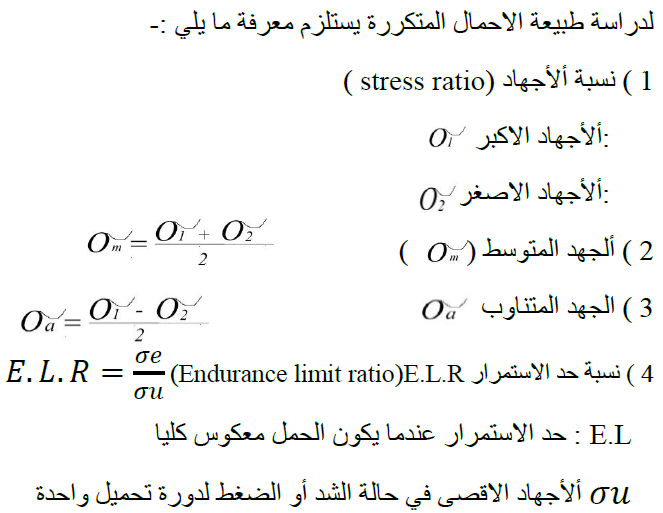 لدراسة طبيعة الاحمال المتكررة يستلزم معرفة ما يلي :-
1 ) نسبة ألأجهاد (stress ratio )
:ألأجهاد الاكبر σ1
:ألأجهاد الاصغر σ2
2 ) ألجهد المتوسط ( σm ) σm = (σ1 + σ2) / 2
3 ) الجهد المتناوب σa σa = (σ1 - σ2) / 2
4 ) نسبة حد الاستمرار E.L.R(Endurance limit ratio) E.L.R = σe / σu
E.L : حد الاستمرار عندما يكون الحمل معكوس كليا
σu ألأجهاد الاقصى في حالة الشد أو الضغط لدورة تحميل واحدة